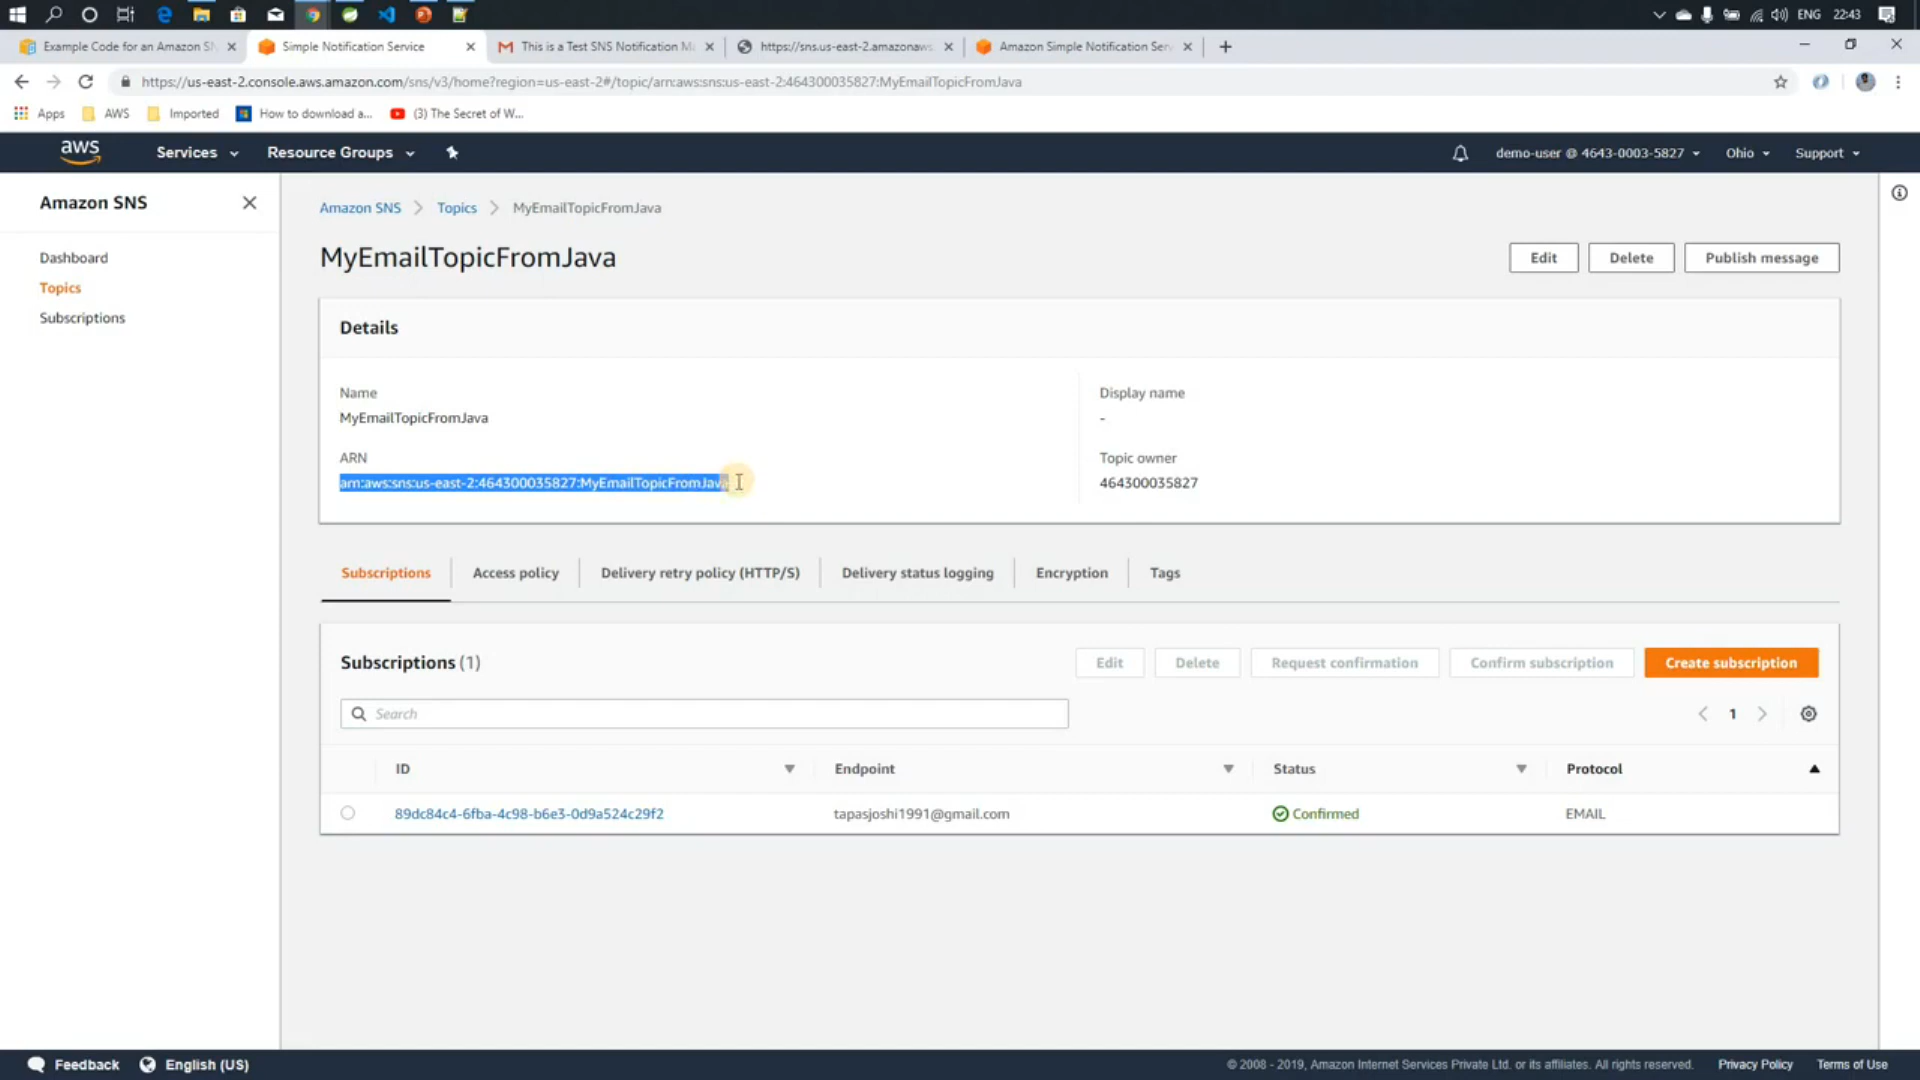 ENG 22:43
Example Code for an Amazon SN
Simple Notification Service
This is a Test SNS Notification M
https://sns.us-east-2.amazonaws.
Amazon Simple Notification Serv
https://us-east-2.console.aws.amazon.com/sns/v3/home?region=us-east-2#/topic/arn:aws:sns:us-east-2:464300035827:MyEmailTopicFromJava
Apps AWS Imported How to download a... (3) The Secret of W...
aws Services Resource Groups demo-user @ 4643-0003-5827 Ohio Support
Amazon SNS
Dashboard
Topics
Subscriptions
Amazon SNS Topics MyEmailTopicFromJava
MyEmailTopicFromJava
Edit Delete Publish message
Details
Name
MyEmailTopicFromJava
ARN
arn:aws:sns:us-east-2:464300035827:MyEmailTopicFromJava
Display name
-
Topic owner
464300035827
Subscriptions Access policy Delivery retry policy (HTTP/S) Delivery status logging Encryption Tags
Subscriptions (1)
Edit Delete Request confirmation Confirm subscription Create subscription
Search
1
ID Endpoint Status Protocol
89dc84c4-6fba-4c98-b6e3-0d9a524c29f2 tapasjoshi1991@gmail.com Confirmed EMAIL
Feedback English (US)
© 2008 - 2019, Amazon Internet Services Private Ltd. or its affiliates. All rights reserved. Privacy Policy Terms of Use